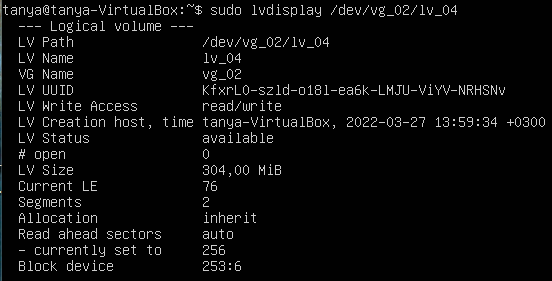 tanya@tanya-VirtualBox:~$ sudo lvdisplay /dev/vg_02/lv_04
--- Logical volume ---
LV Path /dev/vg_02/lv_04
LV Name lv_04
VG Name vg_02
LV UUID KfxrL0-szld-o18l-ea6k-LMJU-ViYV-NRHSNv
LV Write Access read/write
LV Creation host, time tanya-VirtualBox, 2022-03-27 13:59:34 +0300
LV Status available
# open 0
LV Size 304,00 MiB
Current LE 76
Segments 2
Allocation inherit
Read ahead sectors auto
- currently set to 256
Block device 253:6